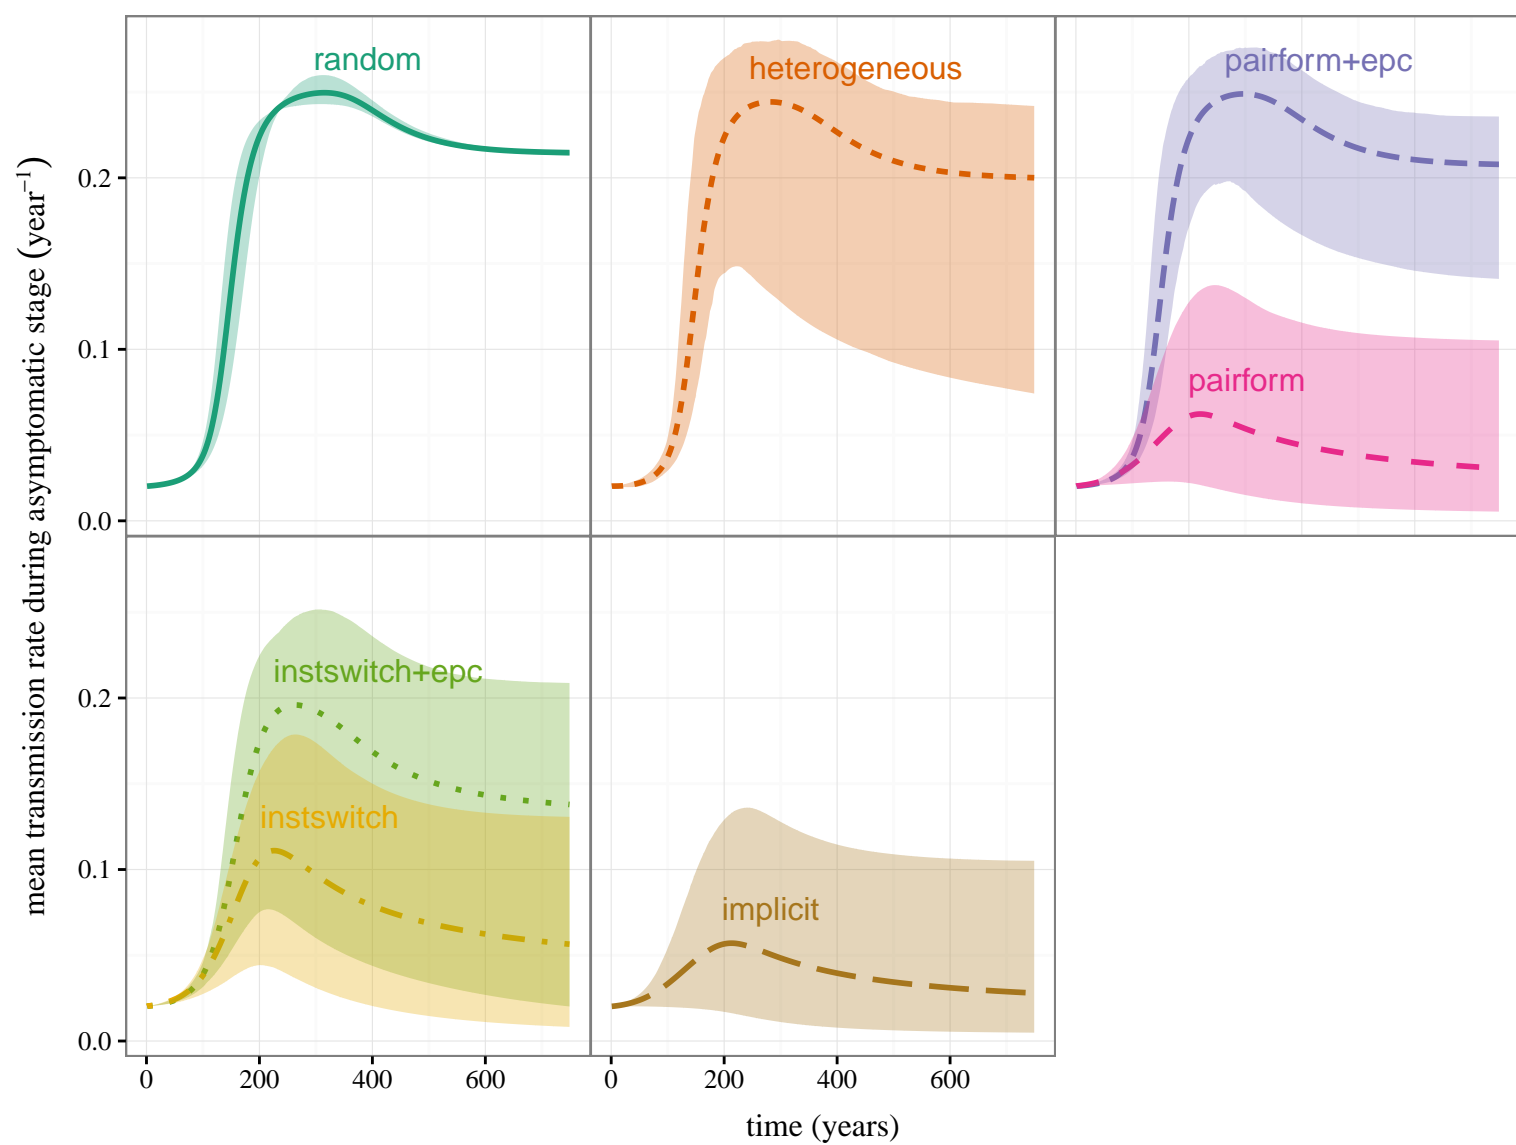 random
heterogeneous
pairform+epc
pairform
0.2
0.1
0.0
mean transmission rate during asymptomatic stage (year⁻¹)
instswitch+epc
instswitch
implicit
0.2
0.1
0.0
0 200 400 600
0 200 400 600
time (years)